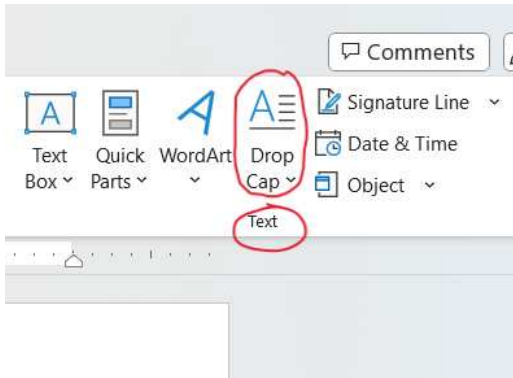 Comments
Signature Line
Date & Time
Object
Text
Box
Quick
Parts
WordArt
Drop
Cap
Text